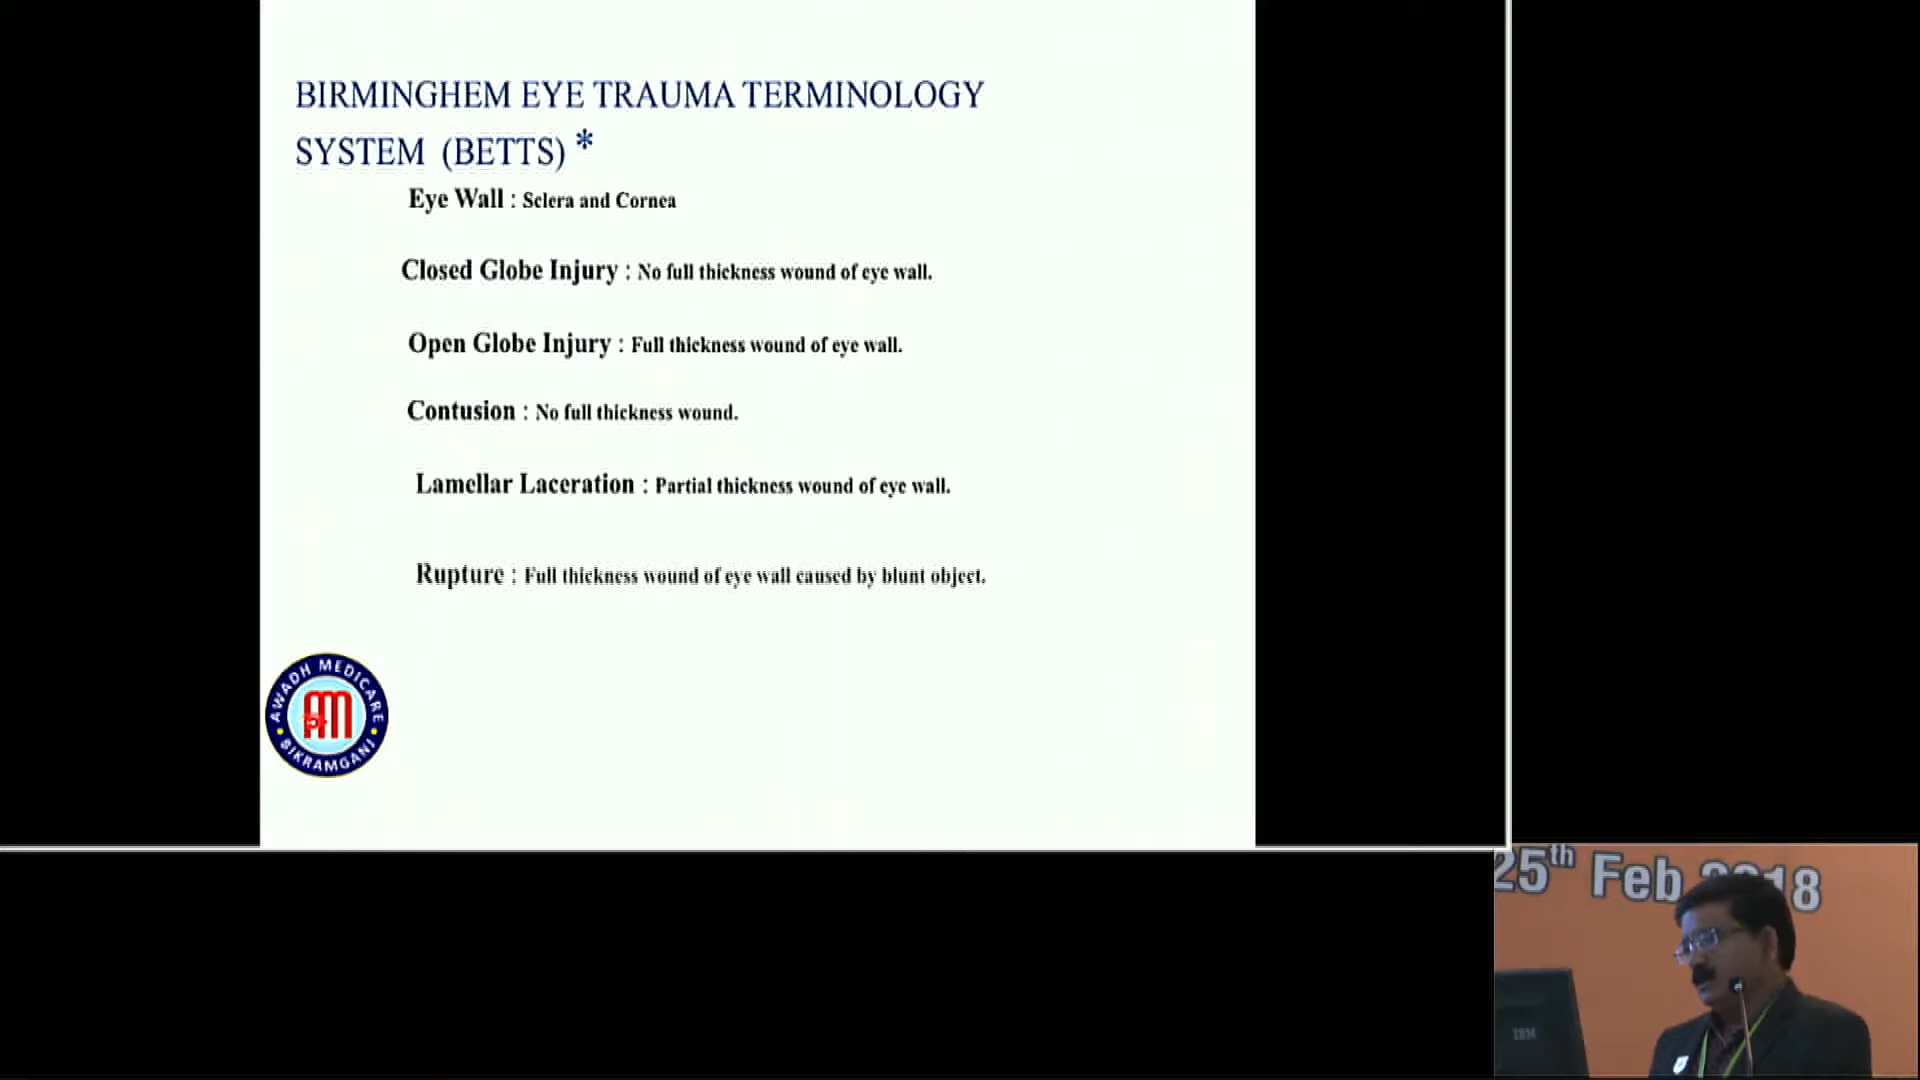 BIRMINGHEM EYE TRAUMA TERMINOLOGY
SYSTEM (BETTS) *
Eye Wall : Sclera and Cornea
Closed Globe Injury : No full thickness wound of eye wall.
Open Globe Injury : Full thickness wound of eye wall.
Contusion : No full thickness wound.
Lamellar Laceration : Partial thickness wound of eye wall.
Rupture : Full thickness wound of eye wall caused by blunt object.
AWADH MEDICARE
AM
BIKRAMGANJ
25th Feb 2018
IBM